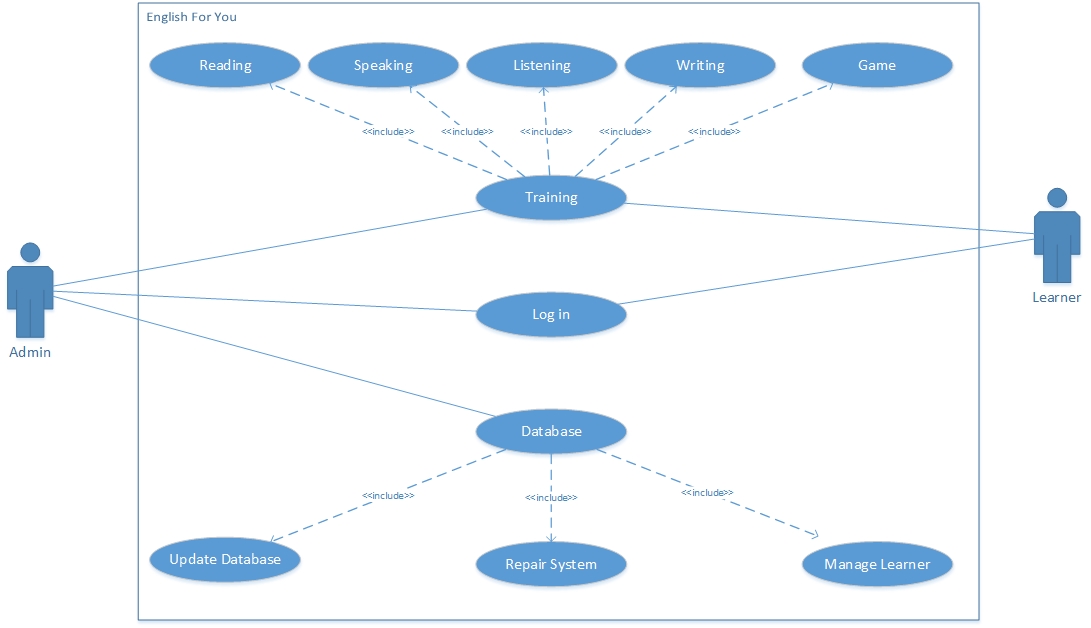 English For You
Reading
Speaking
Listening
Writing
Game
<<include>>
<<include>>
<<include>>
<<include>>
<<include>>
Training
Learner
Log in
Admin
Database
<<include>>
<<include>>
<<include>>
Update Database
Repair System
Manage Learner